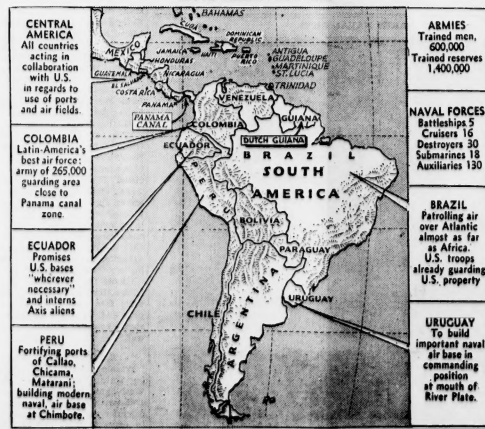 CENTRAL
AMERICA
All countries
acting in
collaboration
with U.S.
in regards to
use of ports
and air fields.
COLOMBIA
Latin-America's
best air force:
army of 265,000
guarding area
close to
Panama canal
zone.
ECUADOR
Promises
U.S. bases
"wherever
necessary"
and interns
Axis aliens
PERU
Fortifying ports
of Callao,
Chicama,
Matarani;
building modern
naval, air base
at Chimbote.
BAHAMAS
CUBA
DOMINICAN
REPUBLIC
MEXICO
JAMAICA
HAITI
PUERTO
RICO
HONDURAS
ANTIGUA
GUADELOUPE
MARTINIQUE
ST. LUCIA
GUATEMALA
NICARAGUA
EL SAL.
COSTA RICA
TRINIDAD
PANAMA
PANAMA
CANAL
VENEZUELA
COLOMBIA
GUIANA
DUTCH GUIANA
ECUADOR
BRAZIL
SOUTH
AMERICA
PERU
BOLIVIA
PARAGUAY
CHILE
ARGENTINA
URUGUAY
ARMIES
Trained men,
600,000
Trained reserves
1,400,000
NAVAL FORCES
Battleships 5
Cruisers 16
Destroyers 30
Submarines 18
Auxiliaries 130
BRAZIL
Patrolling
air
over Atlantic
almost as far
as Africa.
U.S. troops
already guarding
U.S. property
URUGUAY
To build
important naval
air base in
commanding
position
at mouth of
River Plate.